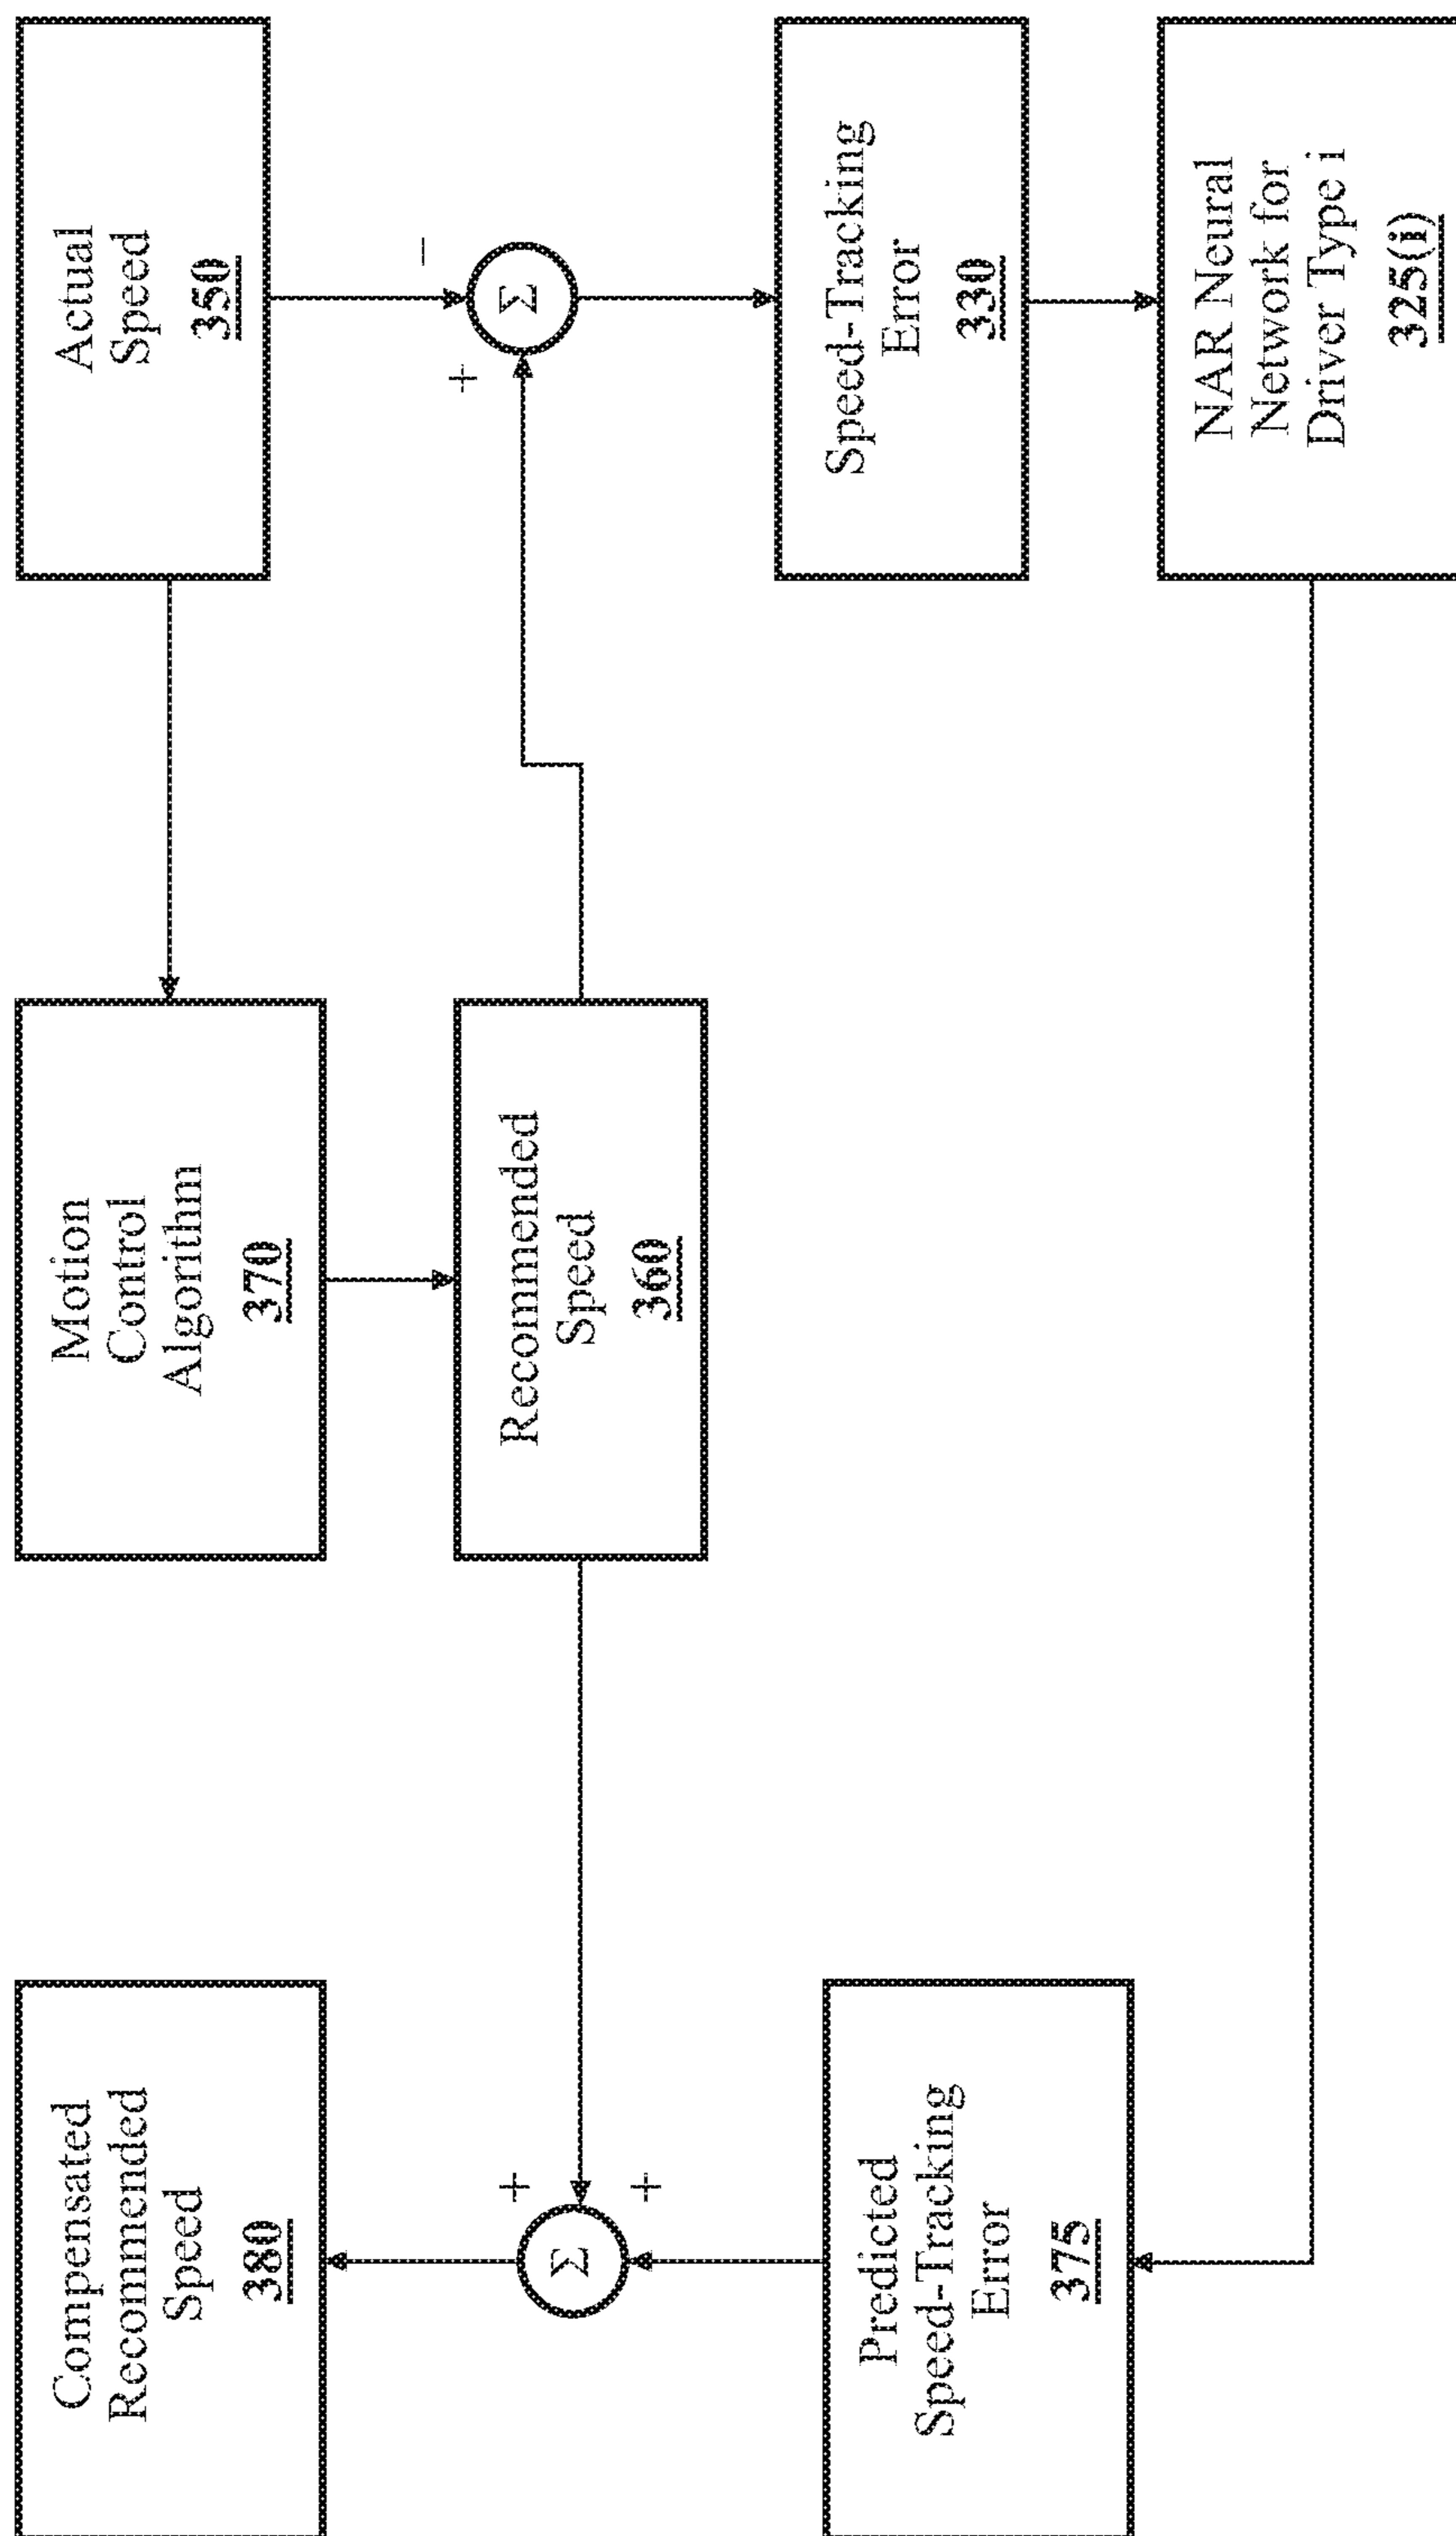 Compensated
Recommended
Speed
380
+
+
Σ
Predicted
Speed-Tracking
Error
375
Motion
Control
Algorithm
370
Recommended
Speed
360
Actual
Speed
350
−
+
Σ
Speed-Tracking
Error
330
NAR Neural
Network for
Driver Type i
325(i)